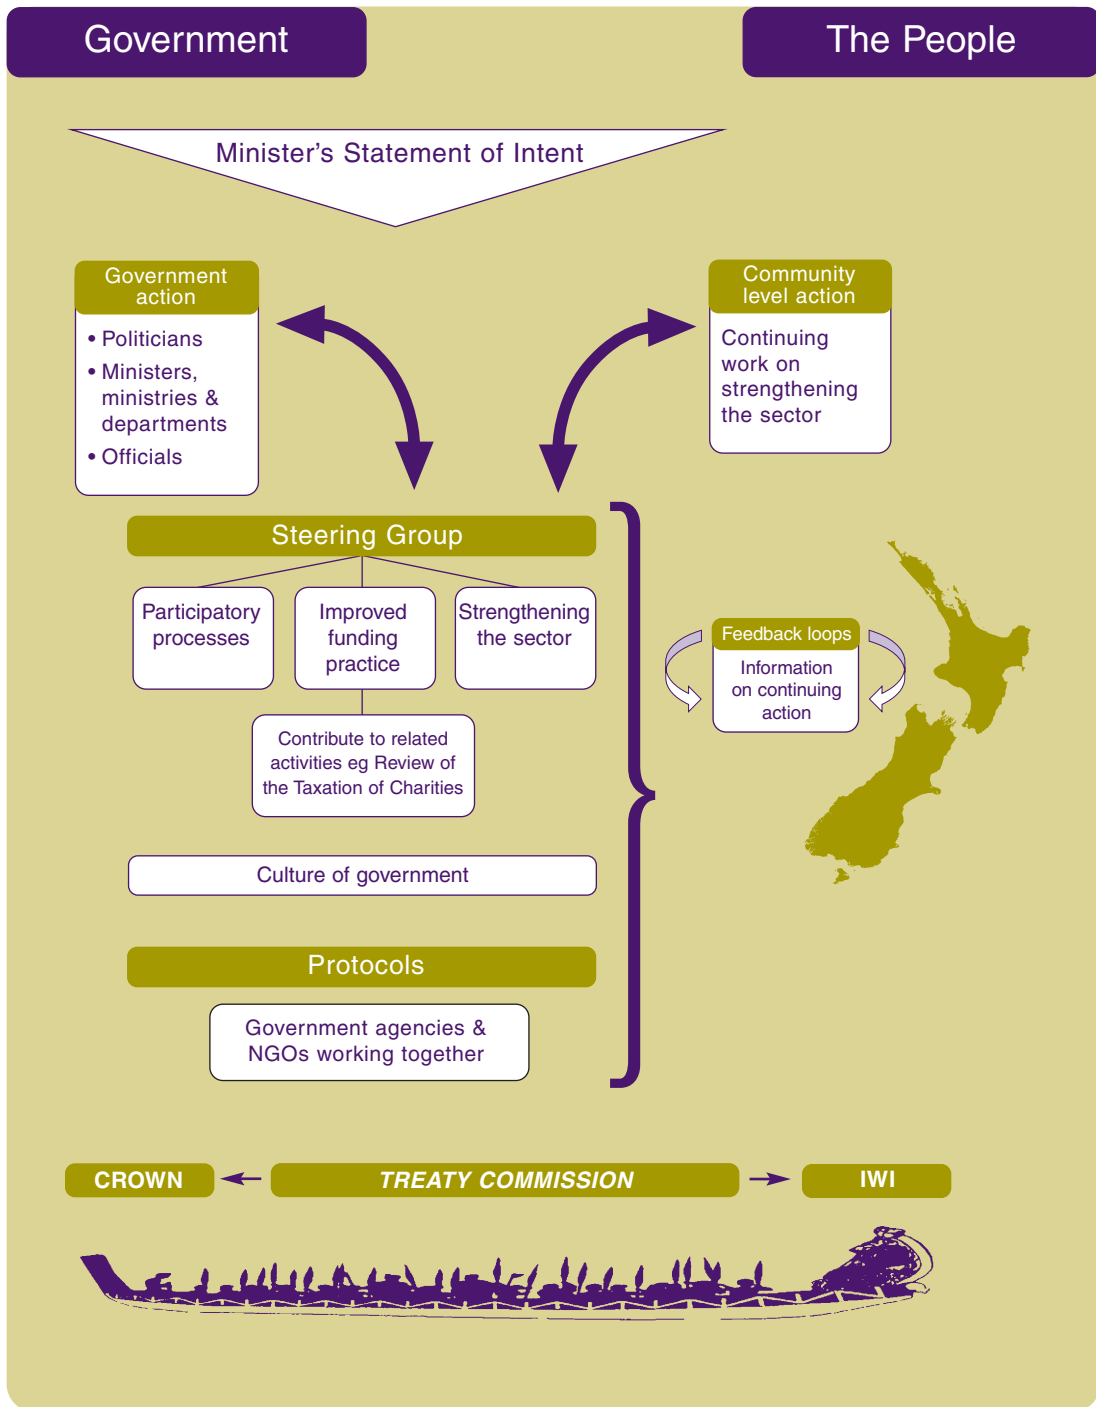 Government
The People
Minister’s Statement of Intent
Government
action
• Politicians
• Ministers,
ministries &
departments
• Officials
Community
level action
Continuing
work on
strengthening
the sector
Steering Group
Participatory
processes
Improved
funding
practice
Strengthening
the sector
Contribute to related
activities eg Review of
the Taxation of Charities
Feedback loops
Information
on continuing
action
Culture of government
Protocols
Government agencies &
NGOs working together
CROWN
TREATY COMMISSION
IWI